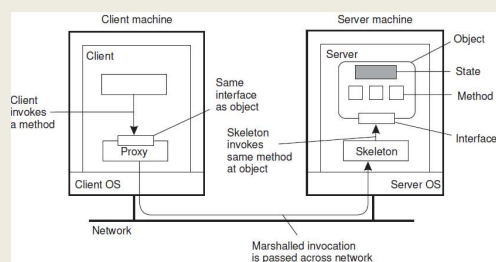 Client machine
Server machine
Object
Client
Server
State
Same
interface
as object
Method
Client
invokes
a method
Skeleton
invokes
same method
at object
Interface
Proxy
Skeleton
Client OS
Server OS
Network
Marshalled invocation
is passed across network